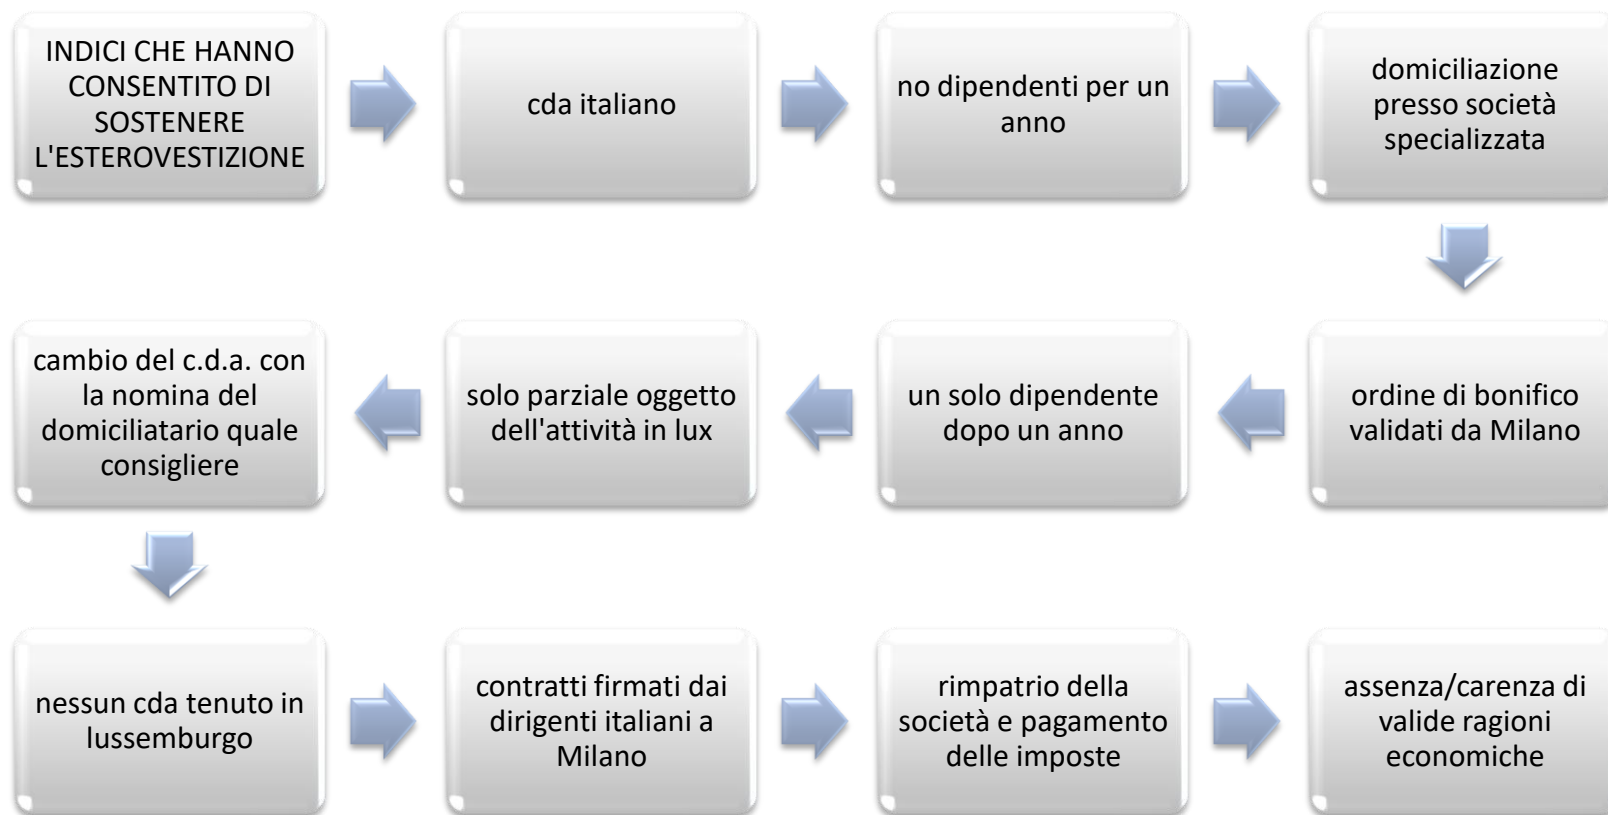 INDICI CHE HANNO
CONSENTITO DI
SOSTENERE
L'ESTEROVESTIZIONE
cda italiano
no dipendenti per un
anno
domiciliazione
presso società
specializzata
ordine di bonifico
validati da Milano
un solo dipendente
dopo un anno
solo parziale oggetto
dell'attività in lux
cambio del c.d.a. con
la nomina del
domiciliatario quale
consigliere
nessun cda tenuto in
lussemburgo
contratti firmati dai
dirigenti italiani a
Milano
rimpatrio della
società e pagamento
delle imposte
assenza/carenza di
valide ragioni
economiche